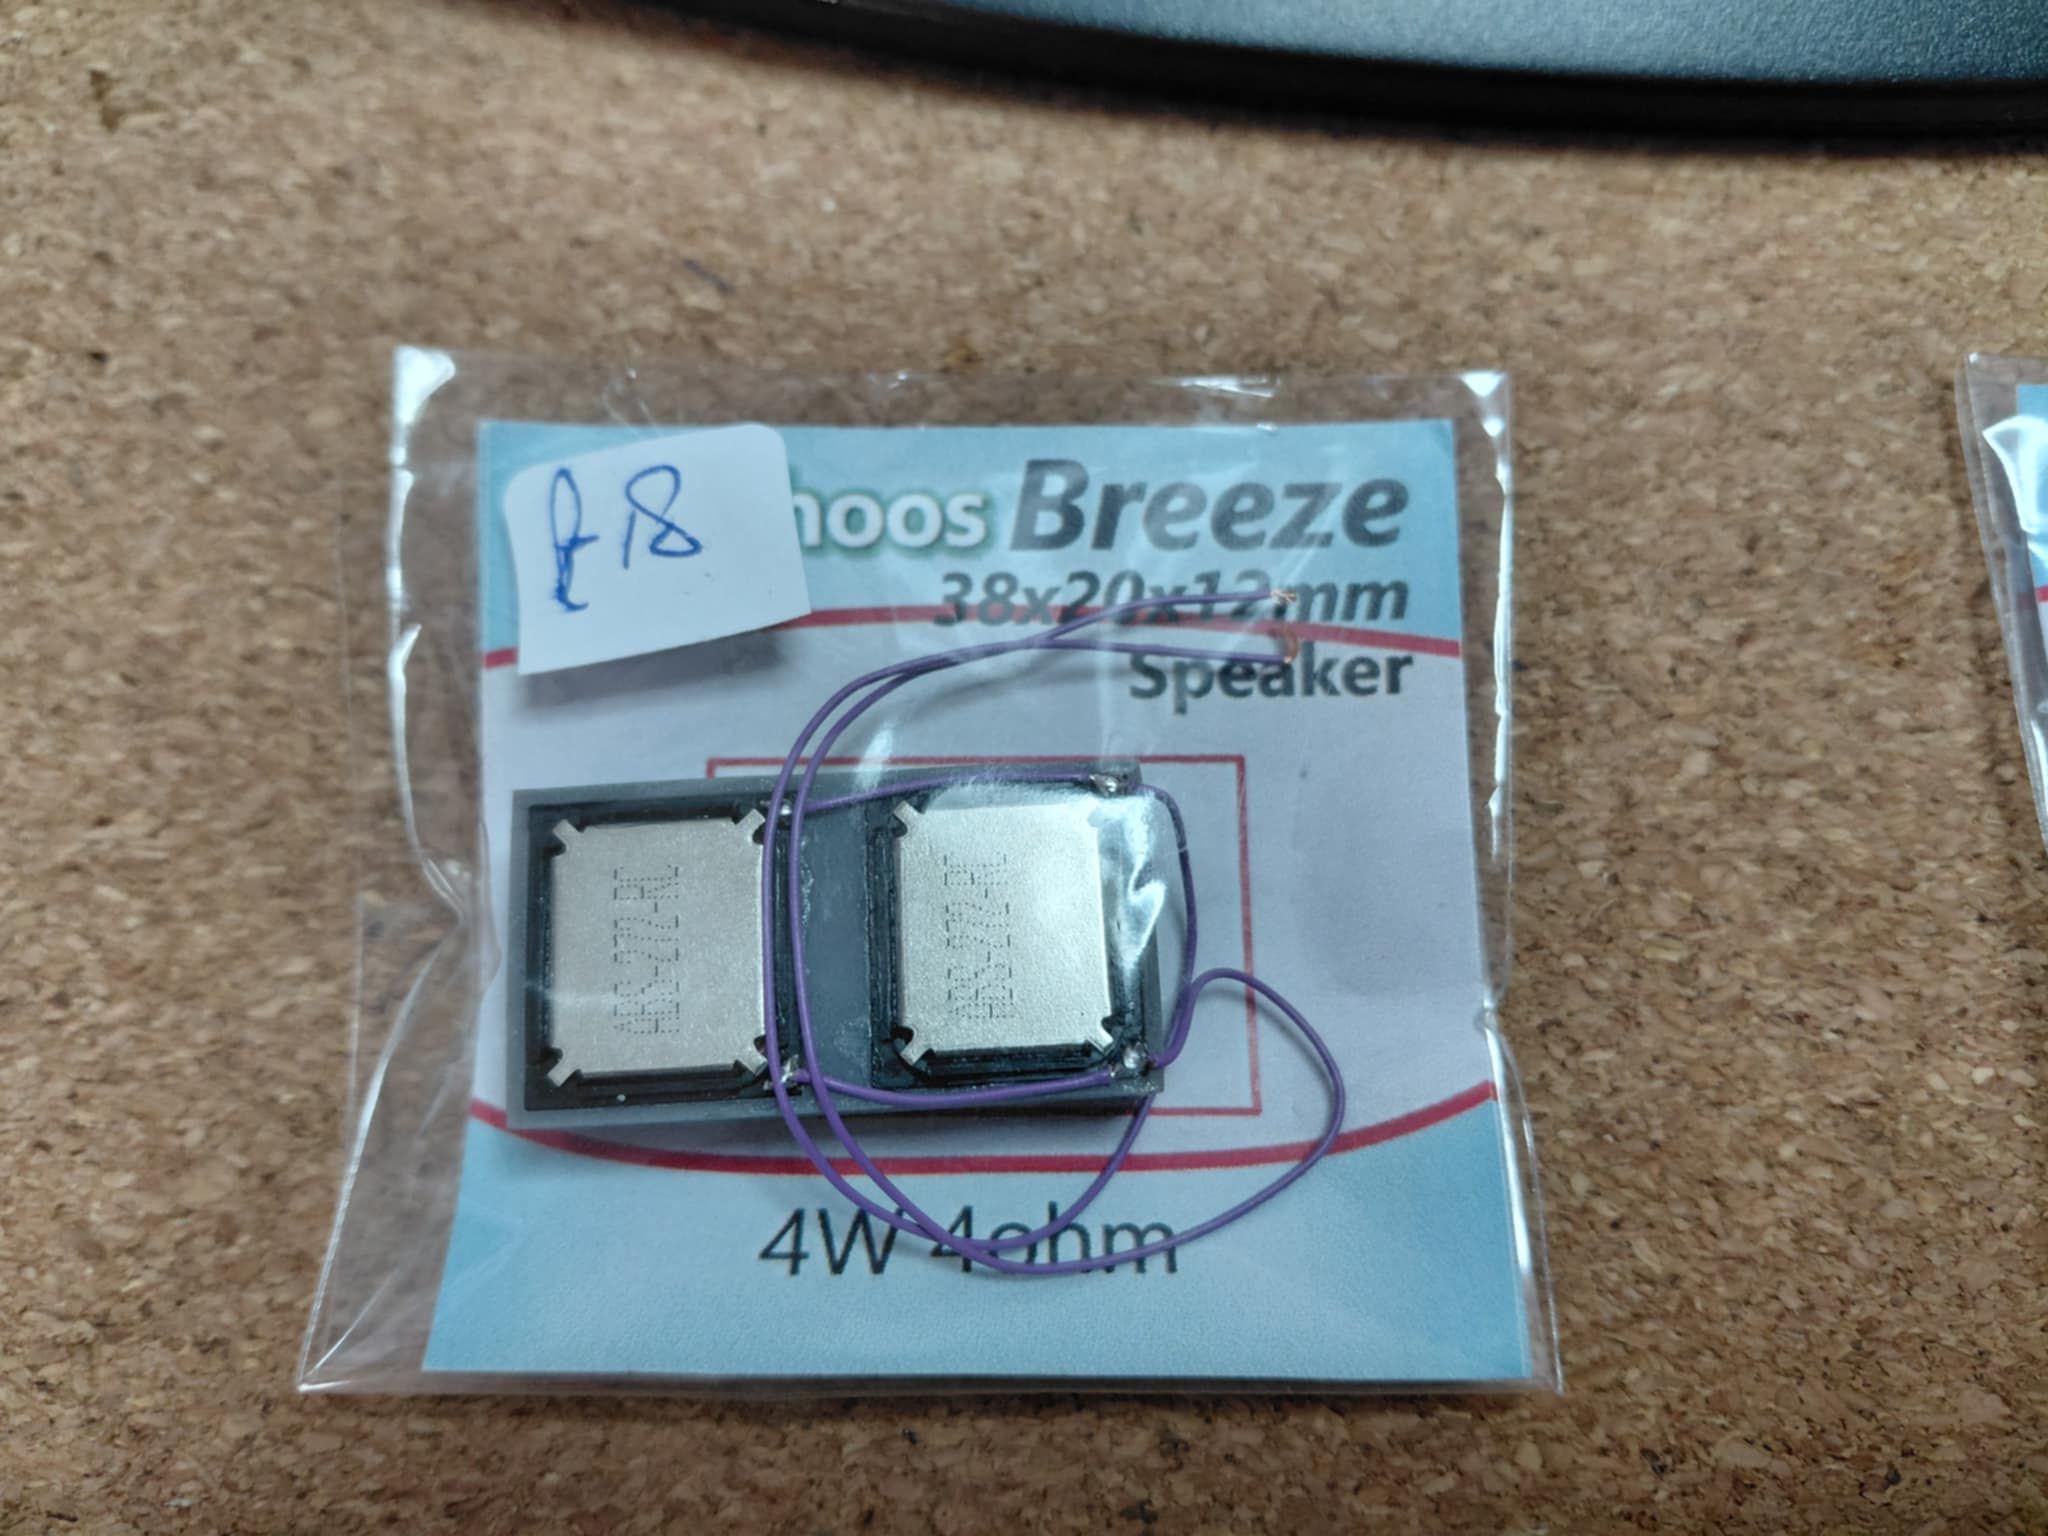 £18
hoos Breeze
38x20x12mm
Speaker
4W 4ohm